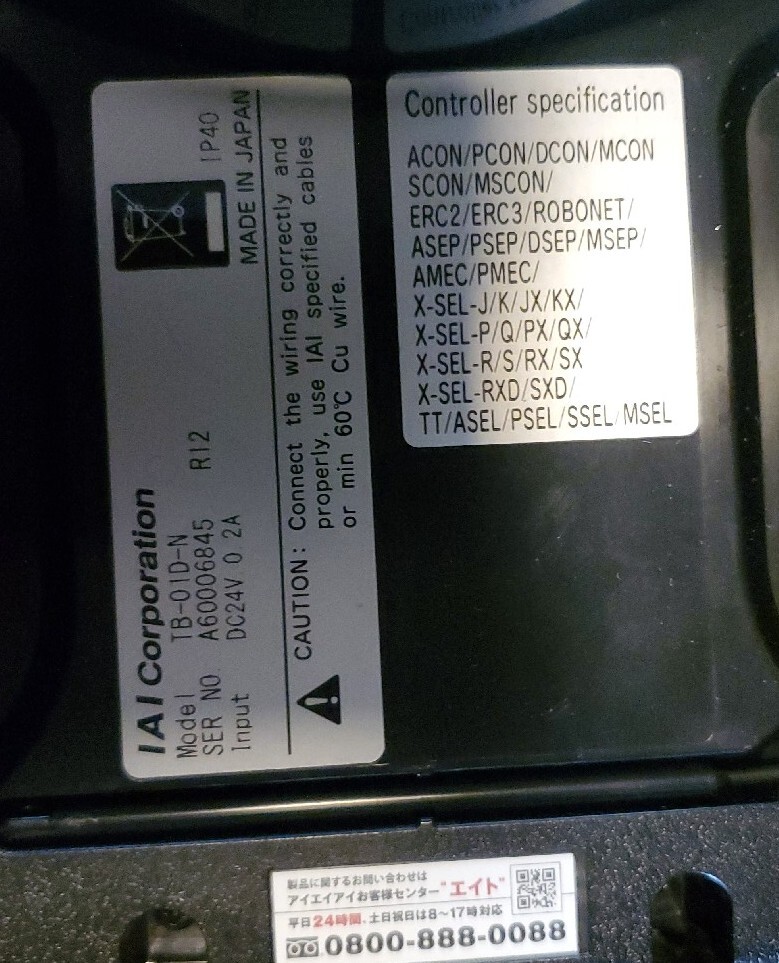 IAI Corporation
Model TB-01D-N
SER NO. A60006845 R12 IP40
Input DC24V 0.2A MADE IN JAPAN
CAUTION: Connect the wiring correctly and
properly, use IAI specified cables
or min 60℃ Cu wire.
Controller specification
ACON/PCON/DCON/MCON
SCON/MSCON/
ERC2/ERC3/ROBONET/
ASEP/PSEP/DSEP/MSEP/
AMEC/PMEC/
X-SEL-J/K/JX/KX/
X-SEL-P/Q/PX/QX/
X-SEL-R/S/RX/SX
X-SEL-RXD/SXD/
TT/ASEL/PSEL/SSEL/MSEL
製品に関するお問い合わせは
アイエイアイお客様センター"エイト"
平日24時間、土日祝日は8～17時対応
0800-888-0088